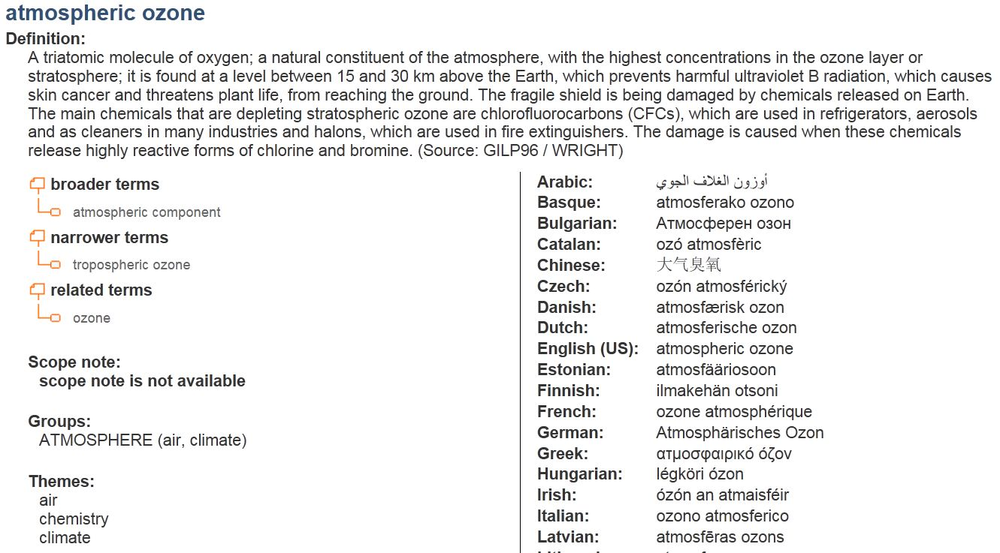 atmospheric ozone
Definition:
A triatomic molecule of oxygen; a natural constituent of the atmosphere, with the highest concentrations in the ozone layer or
stratosphere; it is found at a level between 15 and 30 km above the Earth, which prevents harmful ultraviolet B radiation, which causes
skin cancer and threatens plant life, from reaching the ground. The fragile shield is being damaged by chemicals released on Earth.
The main chemicals that are depleting stratospheric ozone are chlorofluorocarbons (CFCs), which are used in refrigerators, aerosols
and as cleaners in many industries and halons, which are used in fire extinguishers. The damage is caused when these chemicals
release highly reactive forms of chlorine and bromine. (Source: GILP96 / WRIGHT)
broader terms
atmospheric component
narrower terms
tropospheric ozone
related terms
ozone
Scope note:
scope note is not available
Groups:
ATMOSPHERE (air, climate)
Themes:
air
chemistry
climate
Arabic: أوزون الغلاف الجوي
Basque: atmosferako ozono
Bulgarian: Атмосферен озон
Catalan: ozó atmosfèric
Chinese: 大气臭氧
Czech: ozón atmosférický
Danish: atmosfærisk ozon
Dutch: atmosferische ozon
English (US): atmospheric ozone
Estonian: atmosfääriosoon
Finnish: ilmakehän otsoni
French: ozone atmosphérique
German: Atmosphärisches Ozon
Greek: ατμοσφαιρικό όζον
Hungarian: légköri ózon
Irish: ózón an atmaisféir
Italian: ozono atmosferico
Latvian: atmosfēras ozons